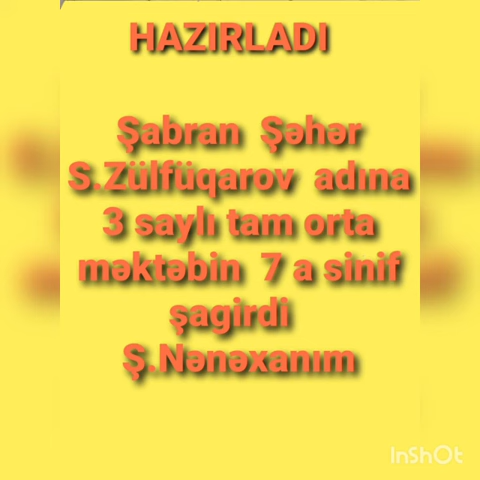 HAZIRLADI
Şabran Şəhər
S.Zülfüqarov adına
3 saylı tam orta
məktəbin 7 a sinif
şagirdi
Ş.Nənəxanım
InShOt